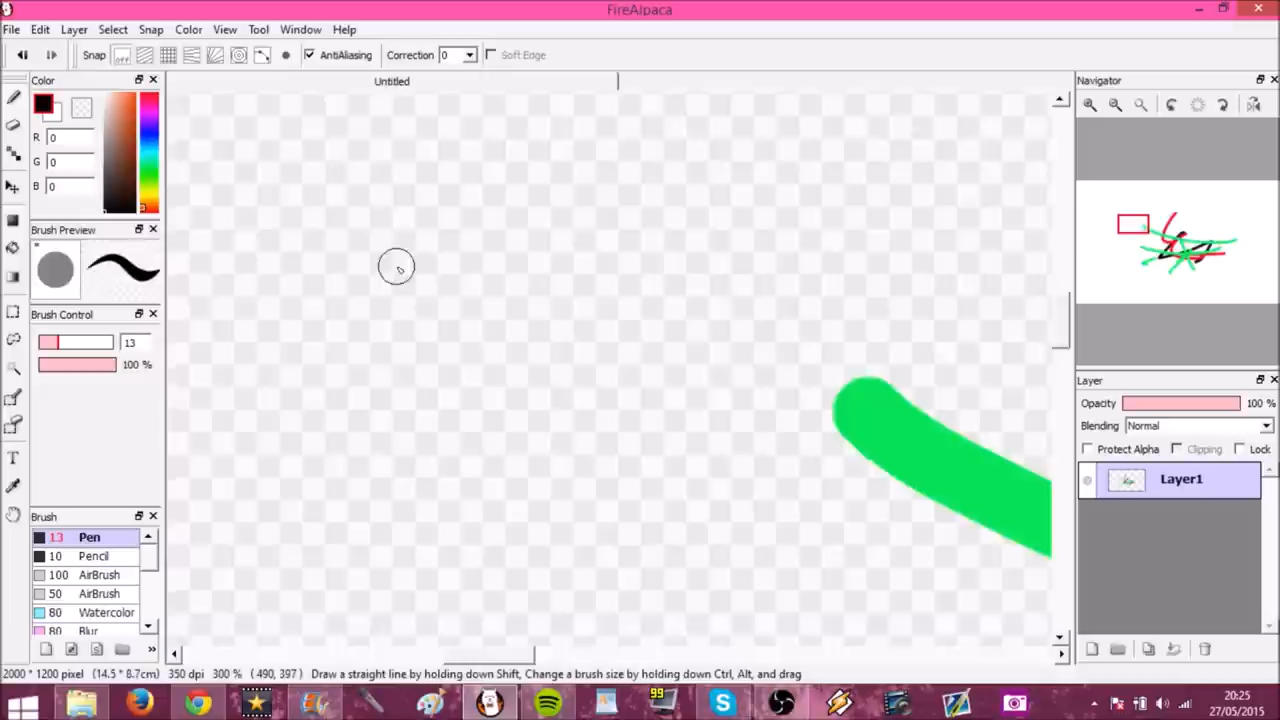 FireAlpaca
File Edit Layer Select Snap Color View Tool Window Help
Snap OFF AntiAliasing Correction 0 Soft Edge
Color
Untitled
Navigator
R 0
G 0
B 0
Brush Preview
Brush Control
13
100 %
Layer
Opacity 100 %
Blending Normal
Protect Alpha Clipping Lock
Layer1
T
Brush
13 Pen
10 Pencil
100 AirBrush
50 AirBrush
80 Watercolor
80 Blur
2000 * 1200 pixel (14.5 * 8.7cm) 350 dpi 300 % ( 490, 397 ) Draw a straight line by holding down Shift, Change a brush size by holding down Ctrl, Alt, and drag
99
20:25
27/05/2015